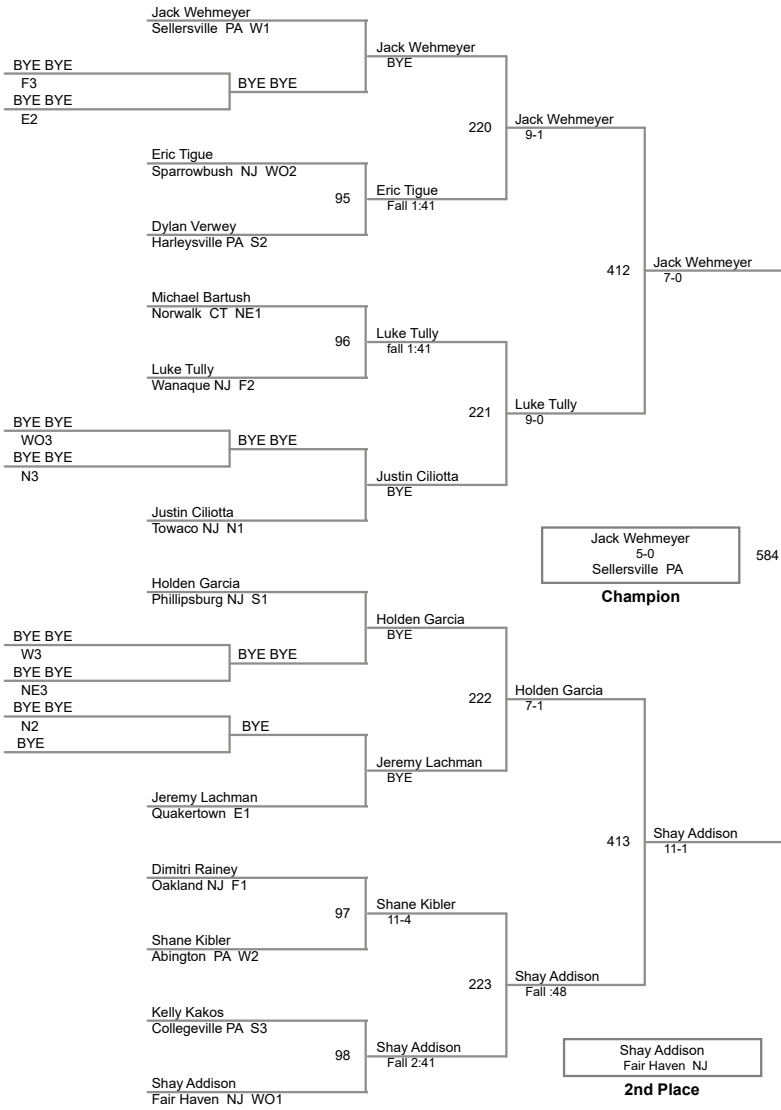 Jack Wehmeyer
Sellersville PA W1
Jack Wehmeyer
BYE
BYE BYE
F3
BYE BYE
BYE BYE
E2
220
Jack Wehmeyer
9-1
Eric Tigue
Sparrowbush NJ WO2
95
Eric Tigue
Fall 1:41
Dylan Verwey
Harleysville PA S2
412
Jack Wehmeyer
7-0
Michael Bartush
Norwalk CT NE1
96
Luke Tully
fall 1:41
Luke Tully
Wanaque NJ F2
221
Luke Tully
9-0
BYE BYE
WO3
BYE BYE
BYE BYE
N3
Justin Ciliotta
BYE
Justin Ciliotta
Towaco NJ N1
Jack Wehmeyer
5-0
Sellersville PA
584
Champion
Holden Garcia
Phillipsburg NJ S1
Holden Garcia
BYE
BYE BYE
W3
BYE BYE
BYE BYE
NE3
222
Holden Garcia
7-1
BYE BYE
N2
BYE
BYE
Jeremy Lachman
BYE
Jeremy Lachman
Quakertown E1
413
Shay Addison
11-1
Dimitri Rainey
Oakland NJ F1
97
Shane Kibler
11-4
Shane Kibler
Abington PA W2
223
Shay Addison
Fall :48
Kelly Kakos
Collegeville PA S3
98
Shay Addison
Fall 2:41
Shay Addison
Fair Haven NJ WO1
Shay Addison
Fair Haven NJ
2nd Place